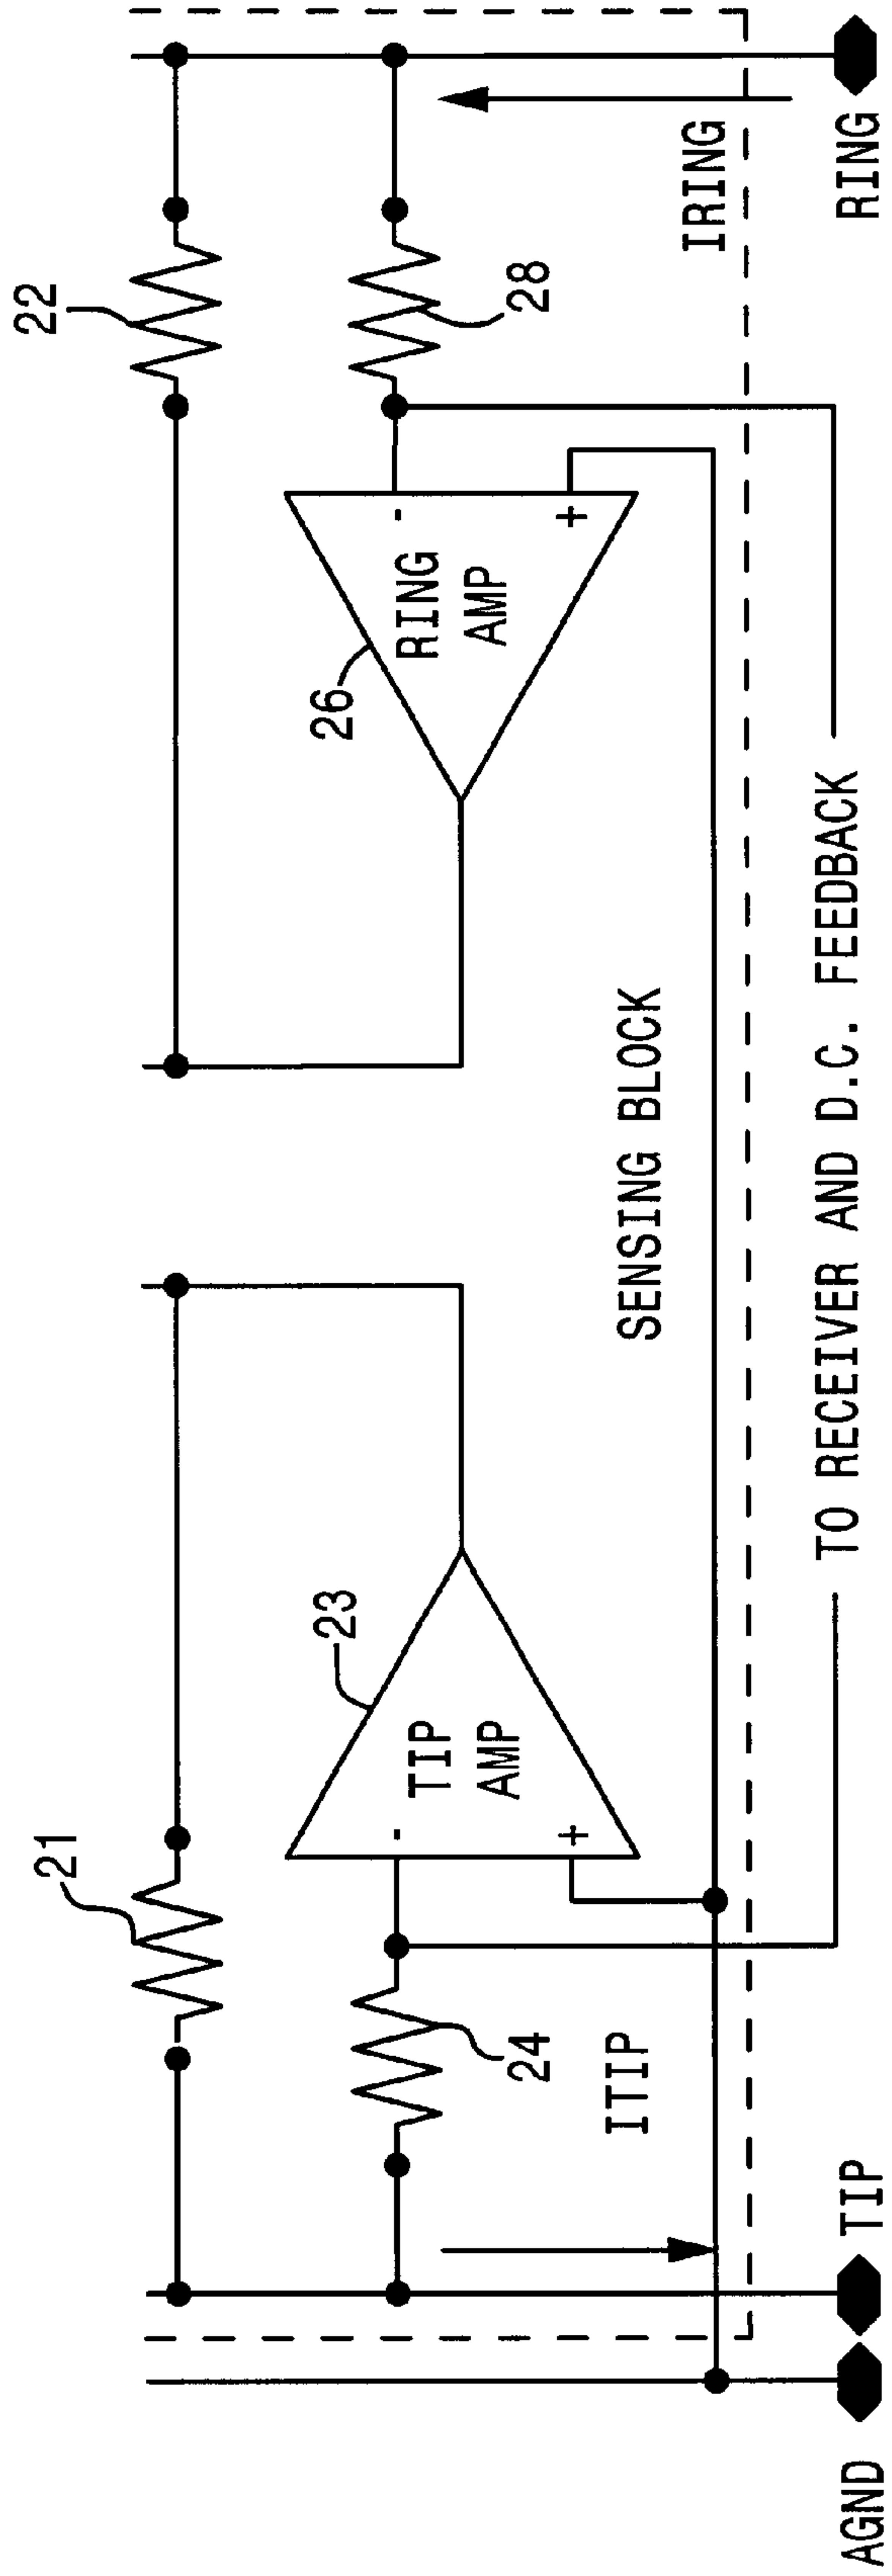 21
22
23
26
24
28
TIP
AMP
-
+
RING
AMP
-
+
ITIP
SENSING BLOCK
IRING
TO RECEIVER AND D.C. FEEDBACK
AGND
TIP
RING